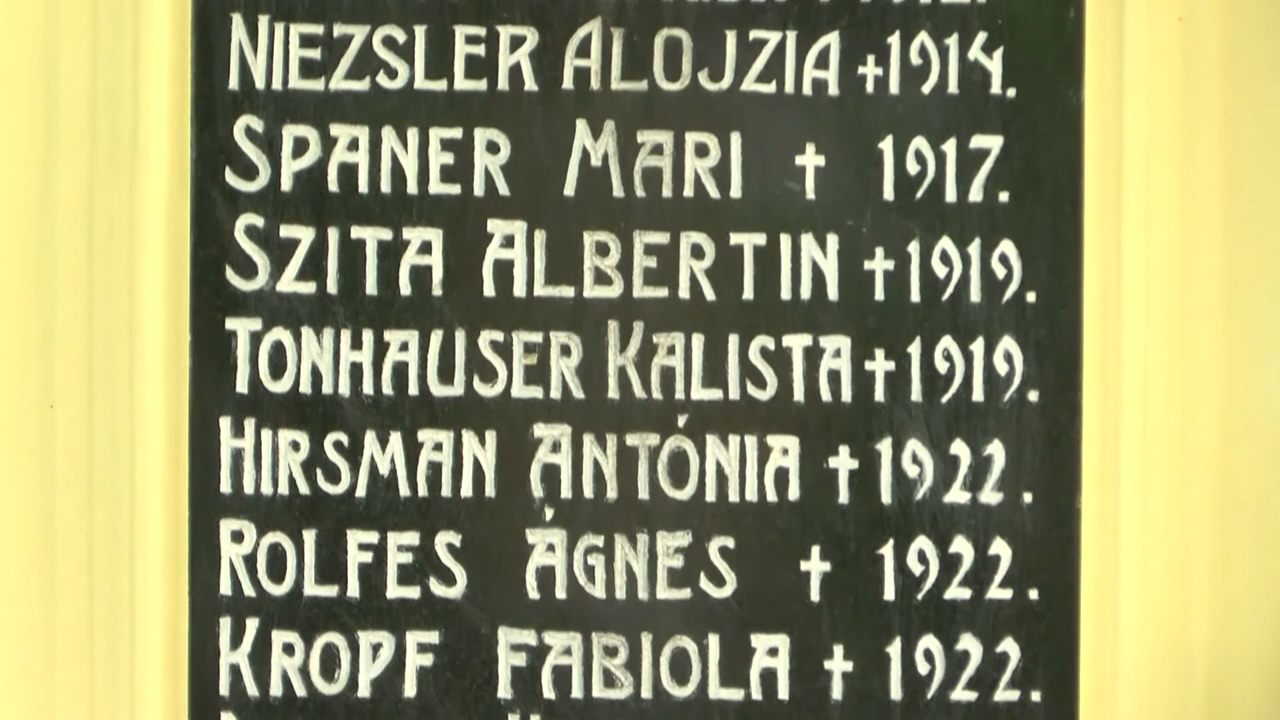 NIEZSLER ALOJZIA +1914.
SPANER MARI † 1917.
SZITA ALBERTIN †1919.
TONHAUSER KALISTA †1919.
HIRSMAN ANTÓNIA †1922.
ROLFES ÁGNES † 1922.
KROPF FABIOLA † 1922.